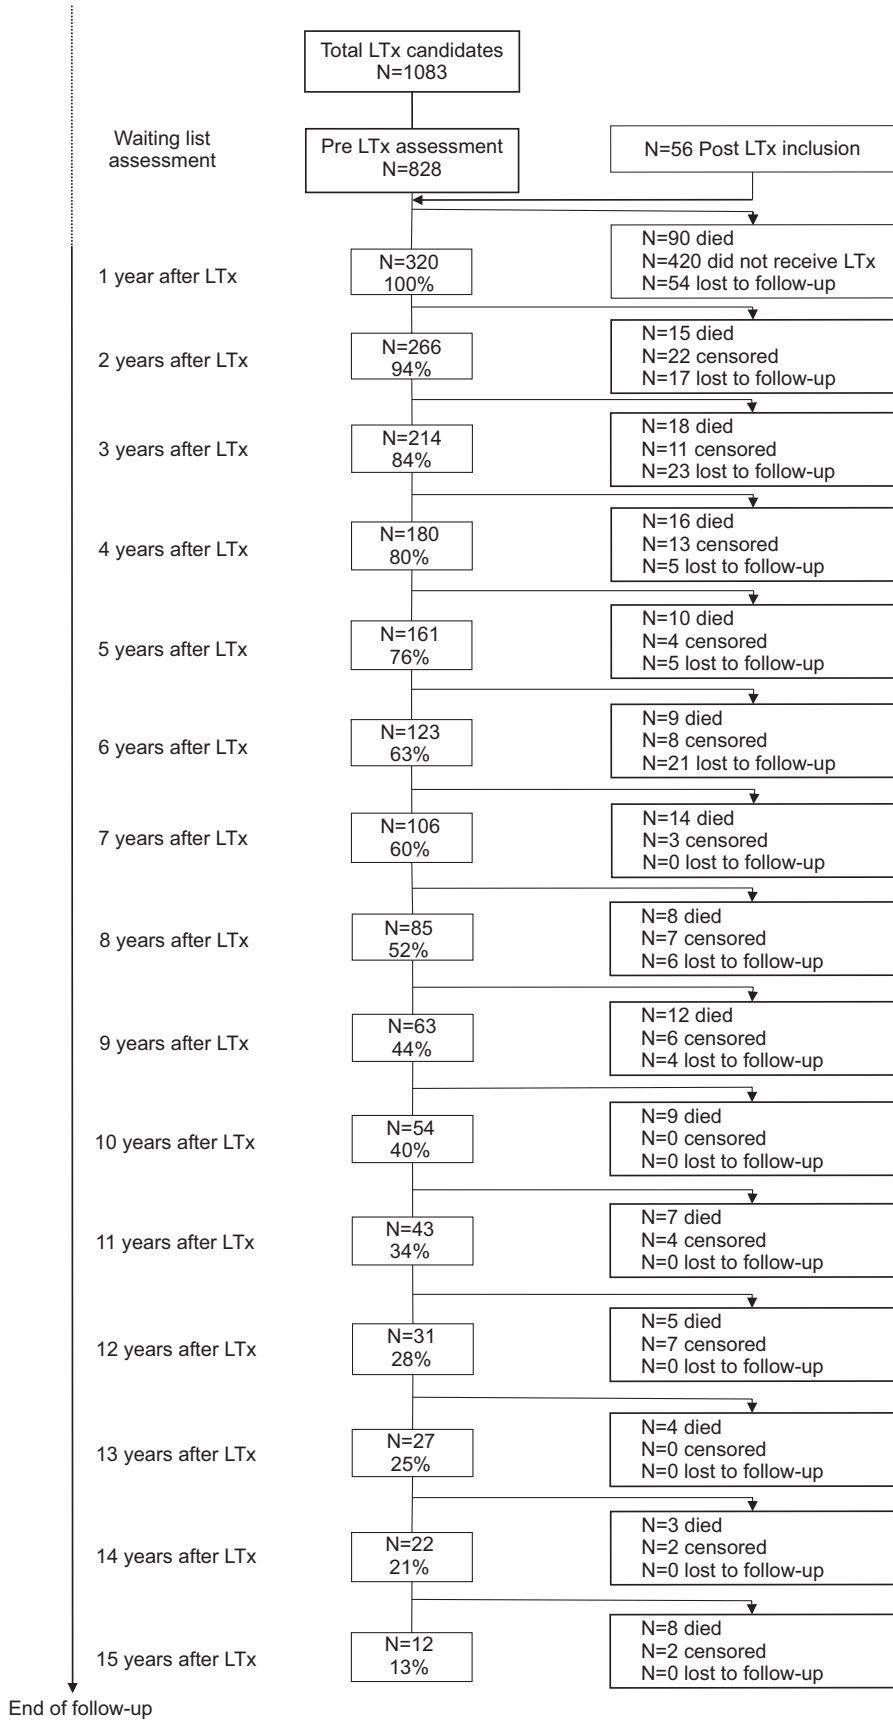 Total LTx candidates
N=1083
Waiting list
assessment
Pre LTx assessment
N=828
N=56 Post LTx inclusion
N=90 died
N=420 did not receive LTx
N=54 lost to follow-up
1 year after LTx
N=320
100%
N=15 died
N=22 censored
N=17 lost to follow-up
2 years after LTx
N=266
94%
N=18 died
N=11 censored
N=23 lost to follow-up
3 years after LTx
N=214
84%
N=16 died
N=13 censored
N=5 lost to follow-up
4 years after LTx
N=180
80%
N=10 died
N=4 censored
N=5 lost to follow-up
5 years after LTx
N=161
76%
N=9 died
N=8 censored
N=21 lost to follow-up
6 years after LTx
N=123
63%
N=14 died
N=3 censored
N=0 lost to follow-up
7 years after LTx
N=106
60%
N=8 died
N=7 censored
N=6 lost to follow-up
8 years after LTx
N=85
52%
N=12 died
N=6 censored
N=4 lost to follow-up
9 years after LTx
N=63
44%
N=9 died
N=0 censored
N=0 lost to follow-up
10 years after LTx
N=54
40%
N=7 died
N=4 censored
N=0 lost to follow-up
11 years after LTx
N=43
34%
N=5 died
N=7 censored
N=0 lost to follow-up
12 years after LTx
N=31
28%
N=4 died
N=0 censored
N=0 lost to follow-up
13 years after LTx
N=27
25%
N=3 died
N=2 censored
N=0 lost to follow-up
14 years after LTx
N=22
21%
N=8 died
N=2 censored
N=0 lost to follow-up
15 years after LTx
N=12
13%
End of follow-up